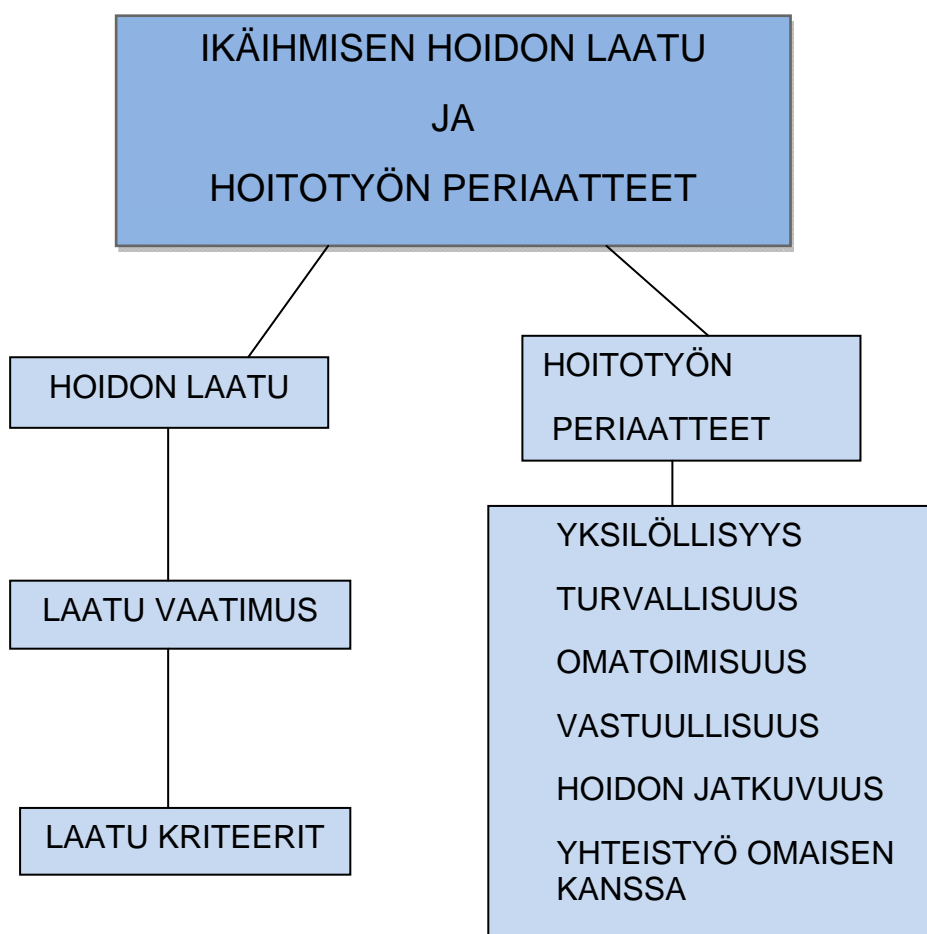 IKÄIHMISEN HOIDON LAATU
JA
HOITOTYÖN PERIAATTEET
HOIDON LAATU
LAATU VAATIMUS
LAATU KRITEERIT
HOITOTYÖN
PERIAATTEET
YKSILÖLLISYYS
TURVALLISUUS
OMATOIMISUUS
VASTUULLISUUS
HOIDON JATKUVUUS
YHTEISTYÖ OMAISEN
KANSSA